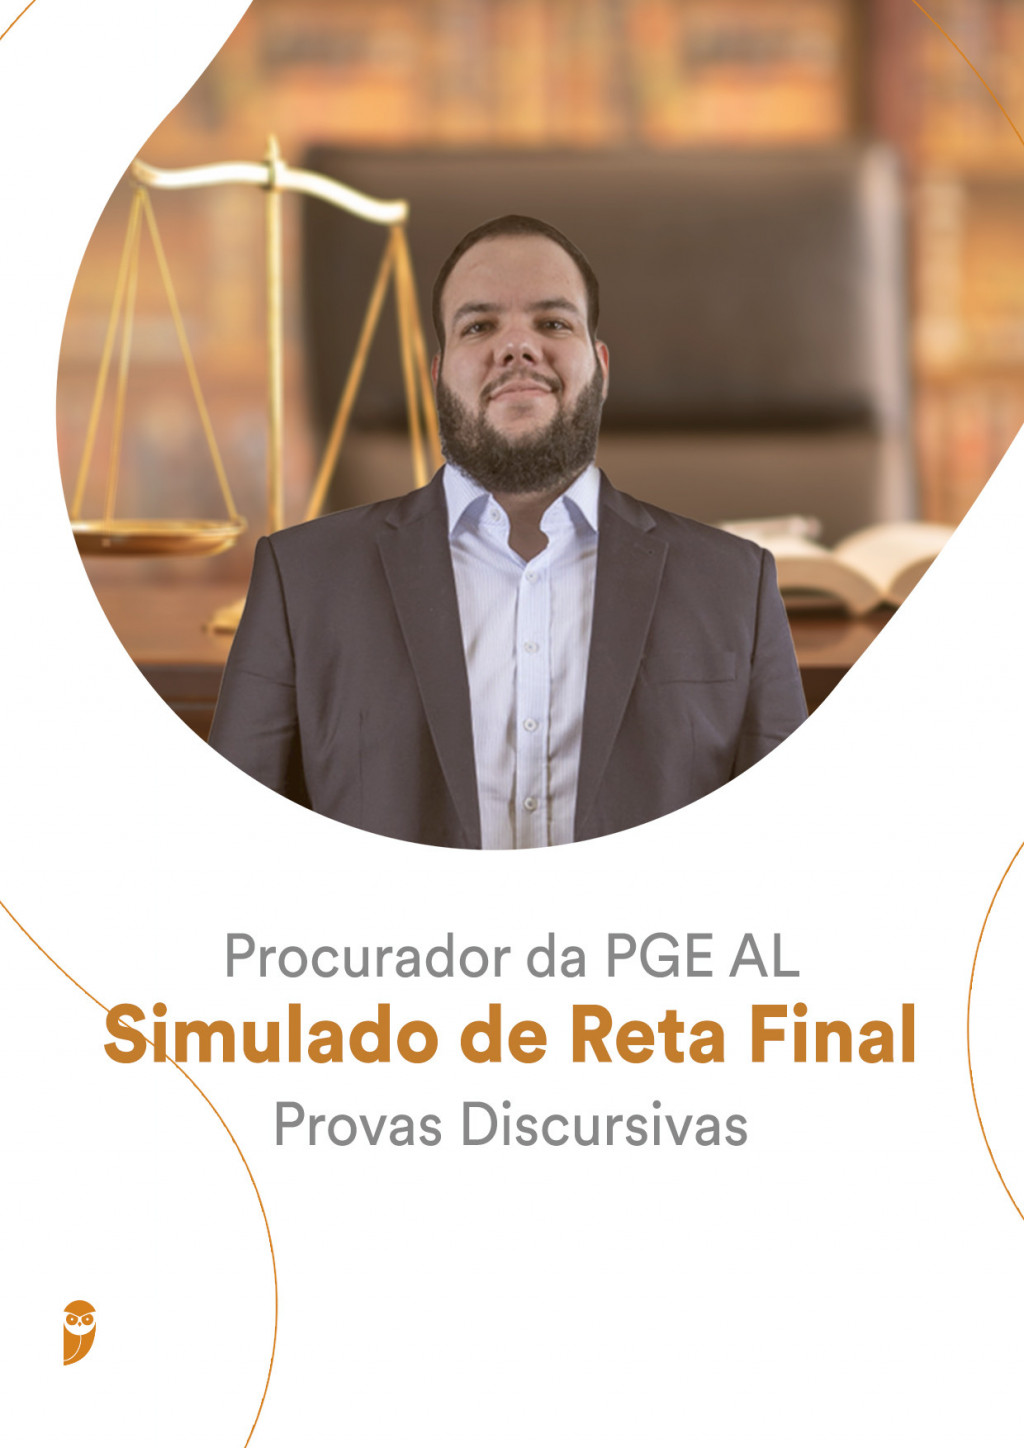 Procurador da PGE AL
Simulado de Reta Final
Provas Discursivas